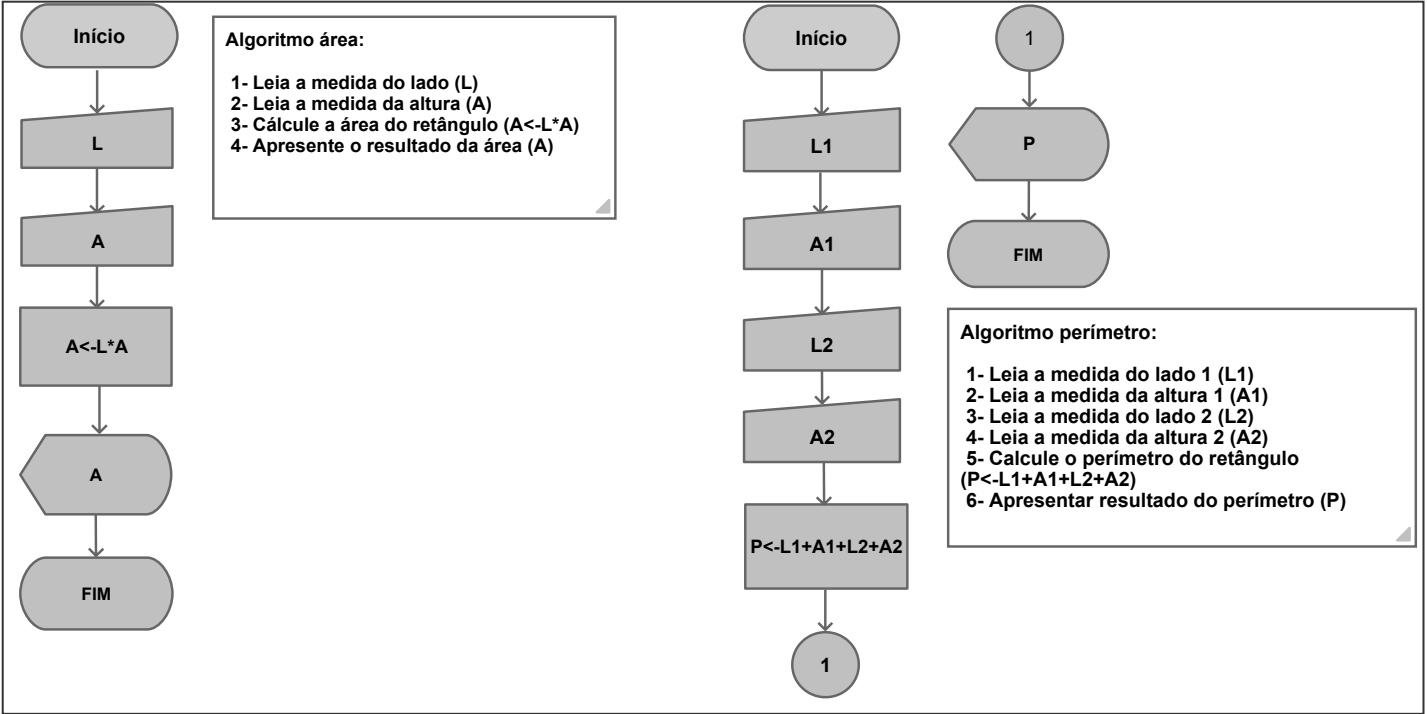 Início
L
A
A<-L*A
A
FIM
Algoritmo área:
1- Leia a medida do lado (L)
2- Leia a medida da altura (A)
3- Cálcule a área do retângulo (A<-L*A)
4- Apresente o resultado da área (A)
Início
L1
A1
L2
A2
P<-L1+A1+L2+A2
1
1
P
FIM
Algoritmo perímetro:
1- Leia a medida do lado 1 (L1)
2- Leia a medida da altura 1 (A1)
3- Leia a medida do lado 2 (L2)
4- Leia a medida da altura 2 (A2)
5- Calcule o perímetro do retângulo
(P<-L1+A1+L2+A2)
6- Apresentar resultado do perímetro (P)